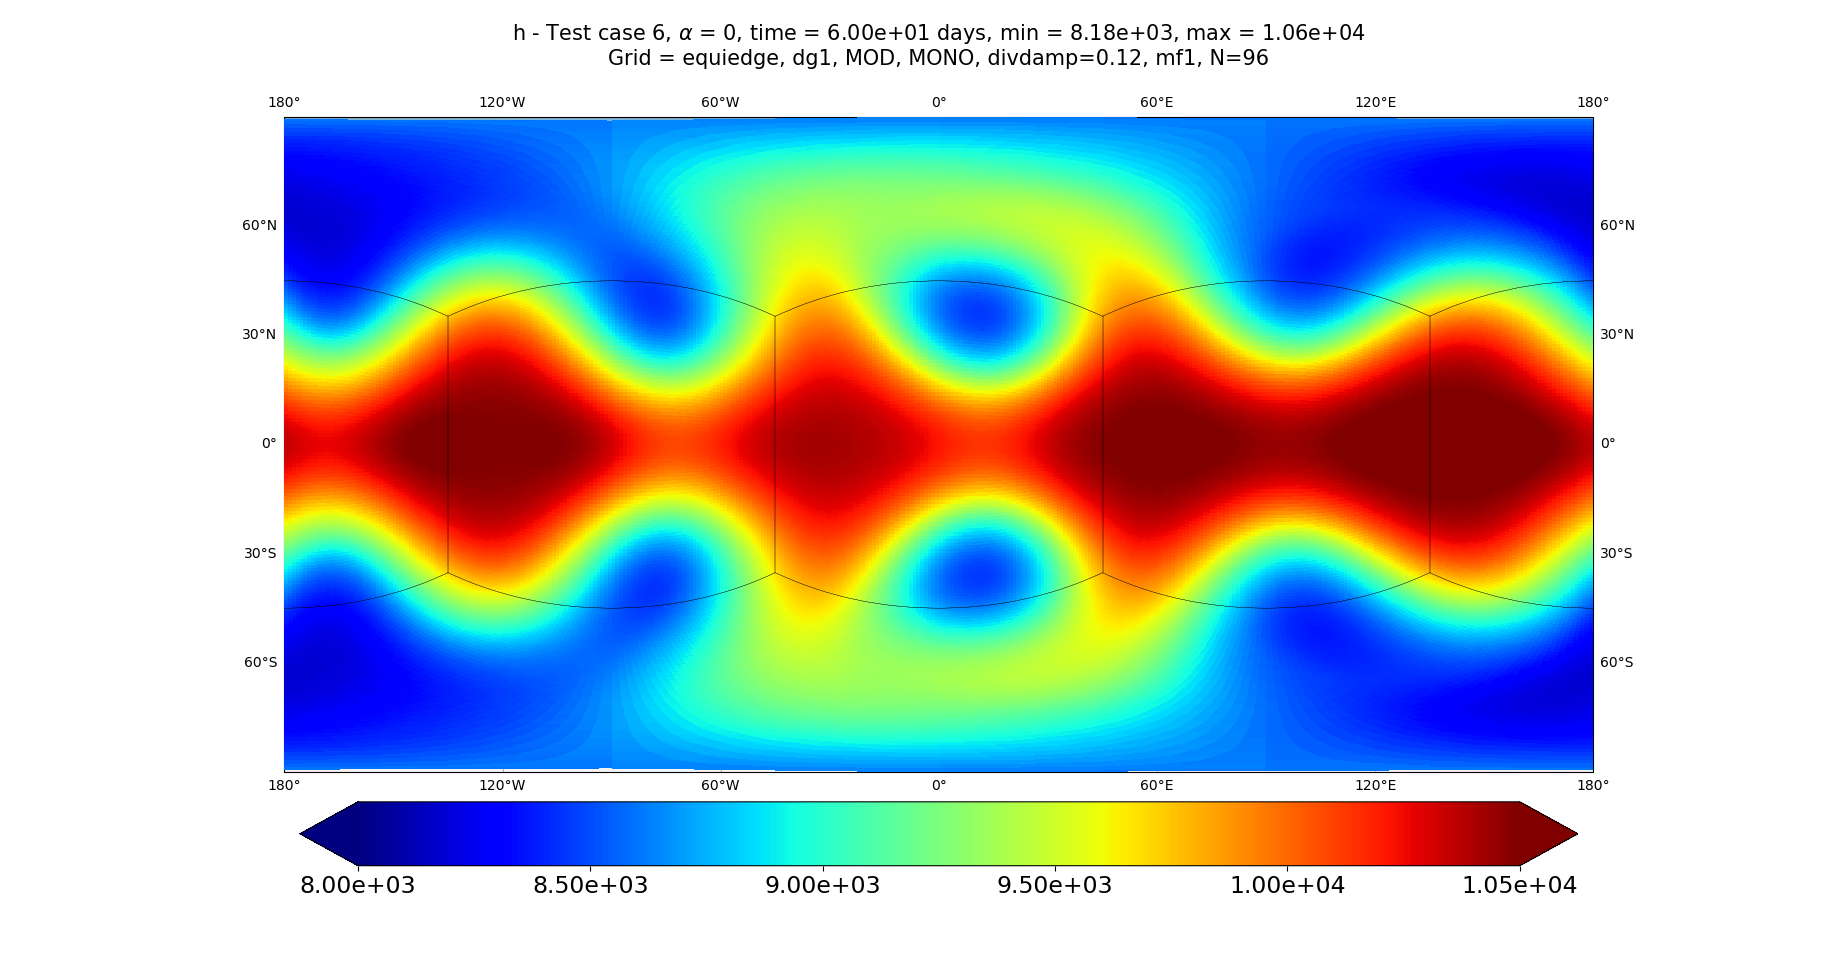 h - Test case 6, α = 0, time = 6.00e+01 days, min = 8.18e+03, max = 1.06e+04
Grid = equiedge, dg1, MOD, MONO, divdamp=0.12, mf1, N=96
180° 120°W 60°W 0° 60°E 120°E 180°
60°N 60°N
30°N 30°N
0° 0°
30°S 30°S
60°S 60°S
180° 120°W 60°W 0° 60°E 120°E 180°
8.00e+03 8.50e+03 9.00e+03 9.50e+03 1.00e+04 1.05e+04